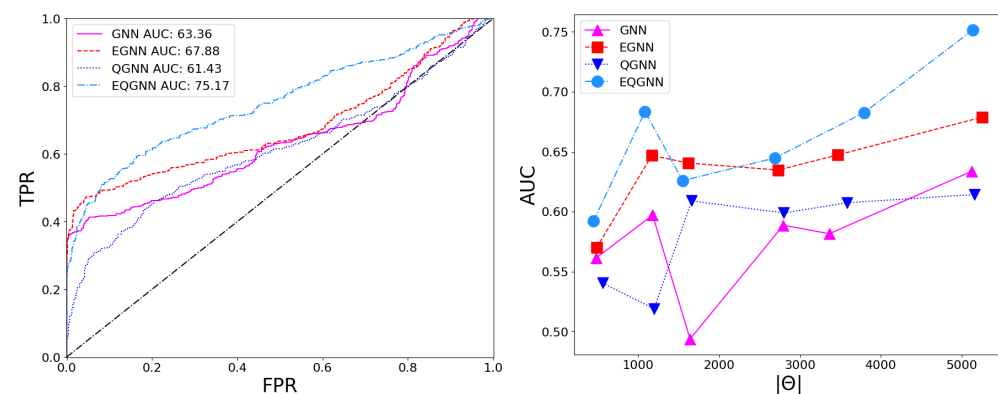 GNN AUC: 63.36
EGNN AUC: 67.88
QGNN AUC: 61.43
EQGNN AUC: 75.17
TPR
1.0
0.8
0.6
0.4
0.2
0.0
0.0 0.2 0.4 0.6 0.8 1.0
FPR
GNN
EGNN
QGNN
EQGNN
AUC
0.75
0.70
0.65
0.60
0.55
0.50
1000 2000 3000 4000 5000
|Θ|